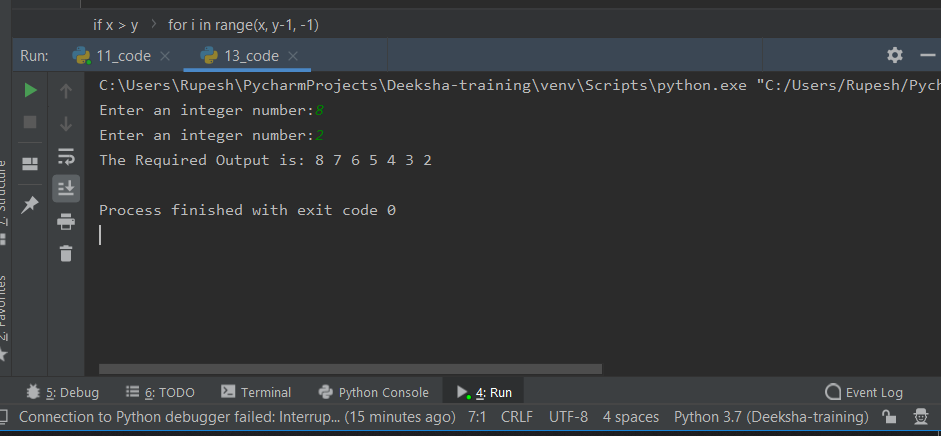 if x > y for i in range(x, y-1, -1)
Run: 11_code 13_code
C:\Users\Rupesh\PycharmProjects\Deeksha-training\venv\Scripts\python.exe "C:/Users/Rupesh/Pych
Enter an integer number:8
Enter an integer number:2
The Required Output is: 8 7 6 5 4 3 2
Process finished with exit code 0
7: Structure
2: Favorites
5: Debug 6: TODO Terminal Python Console 4: Run Event Log
Connection to Python debugger failed: Interrup... (15 minutes ago) 7:1 CRLF UTF-8 4 spaces Python 3.7 (Deeksha-training)